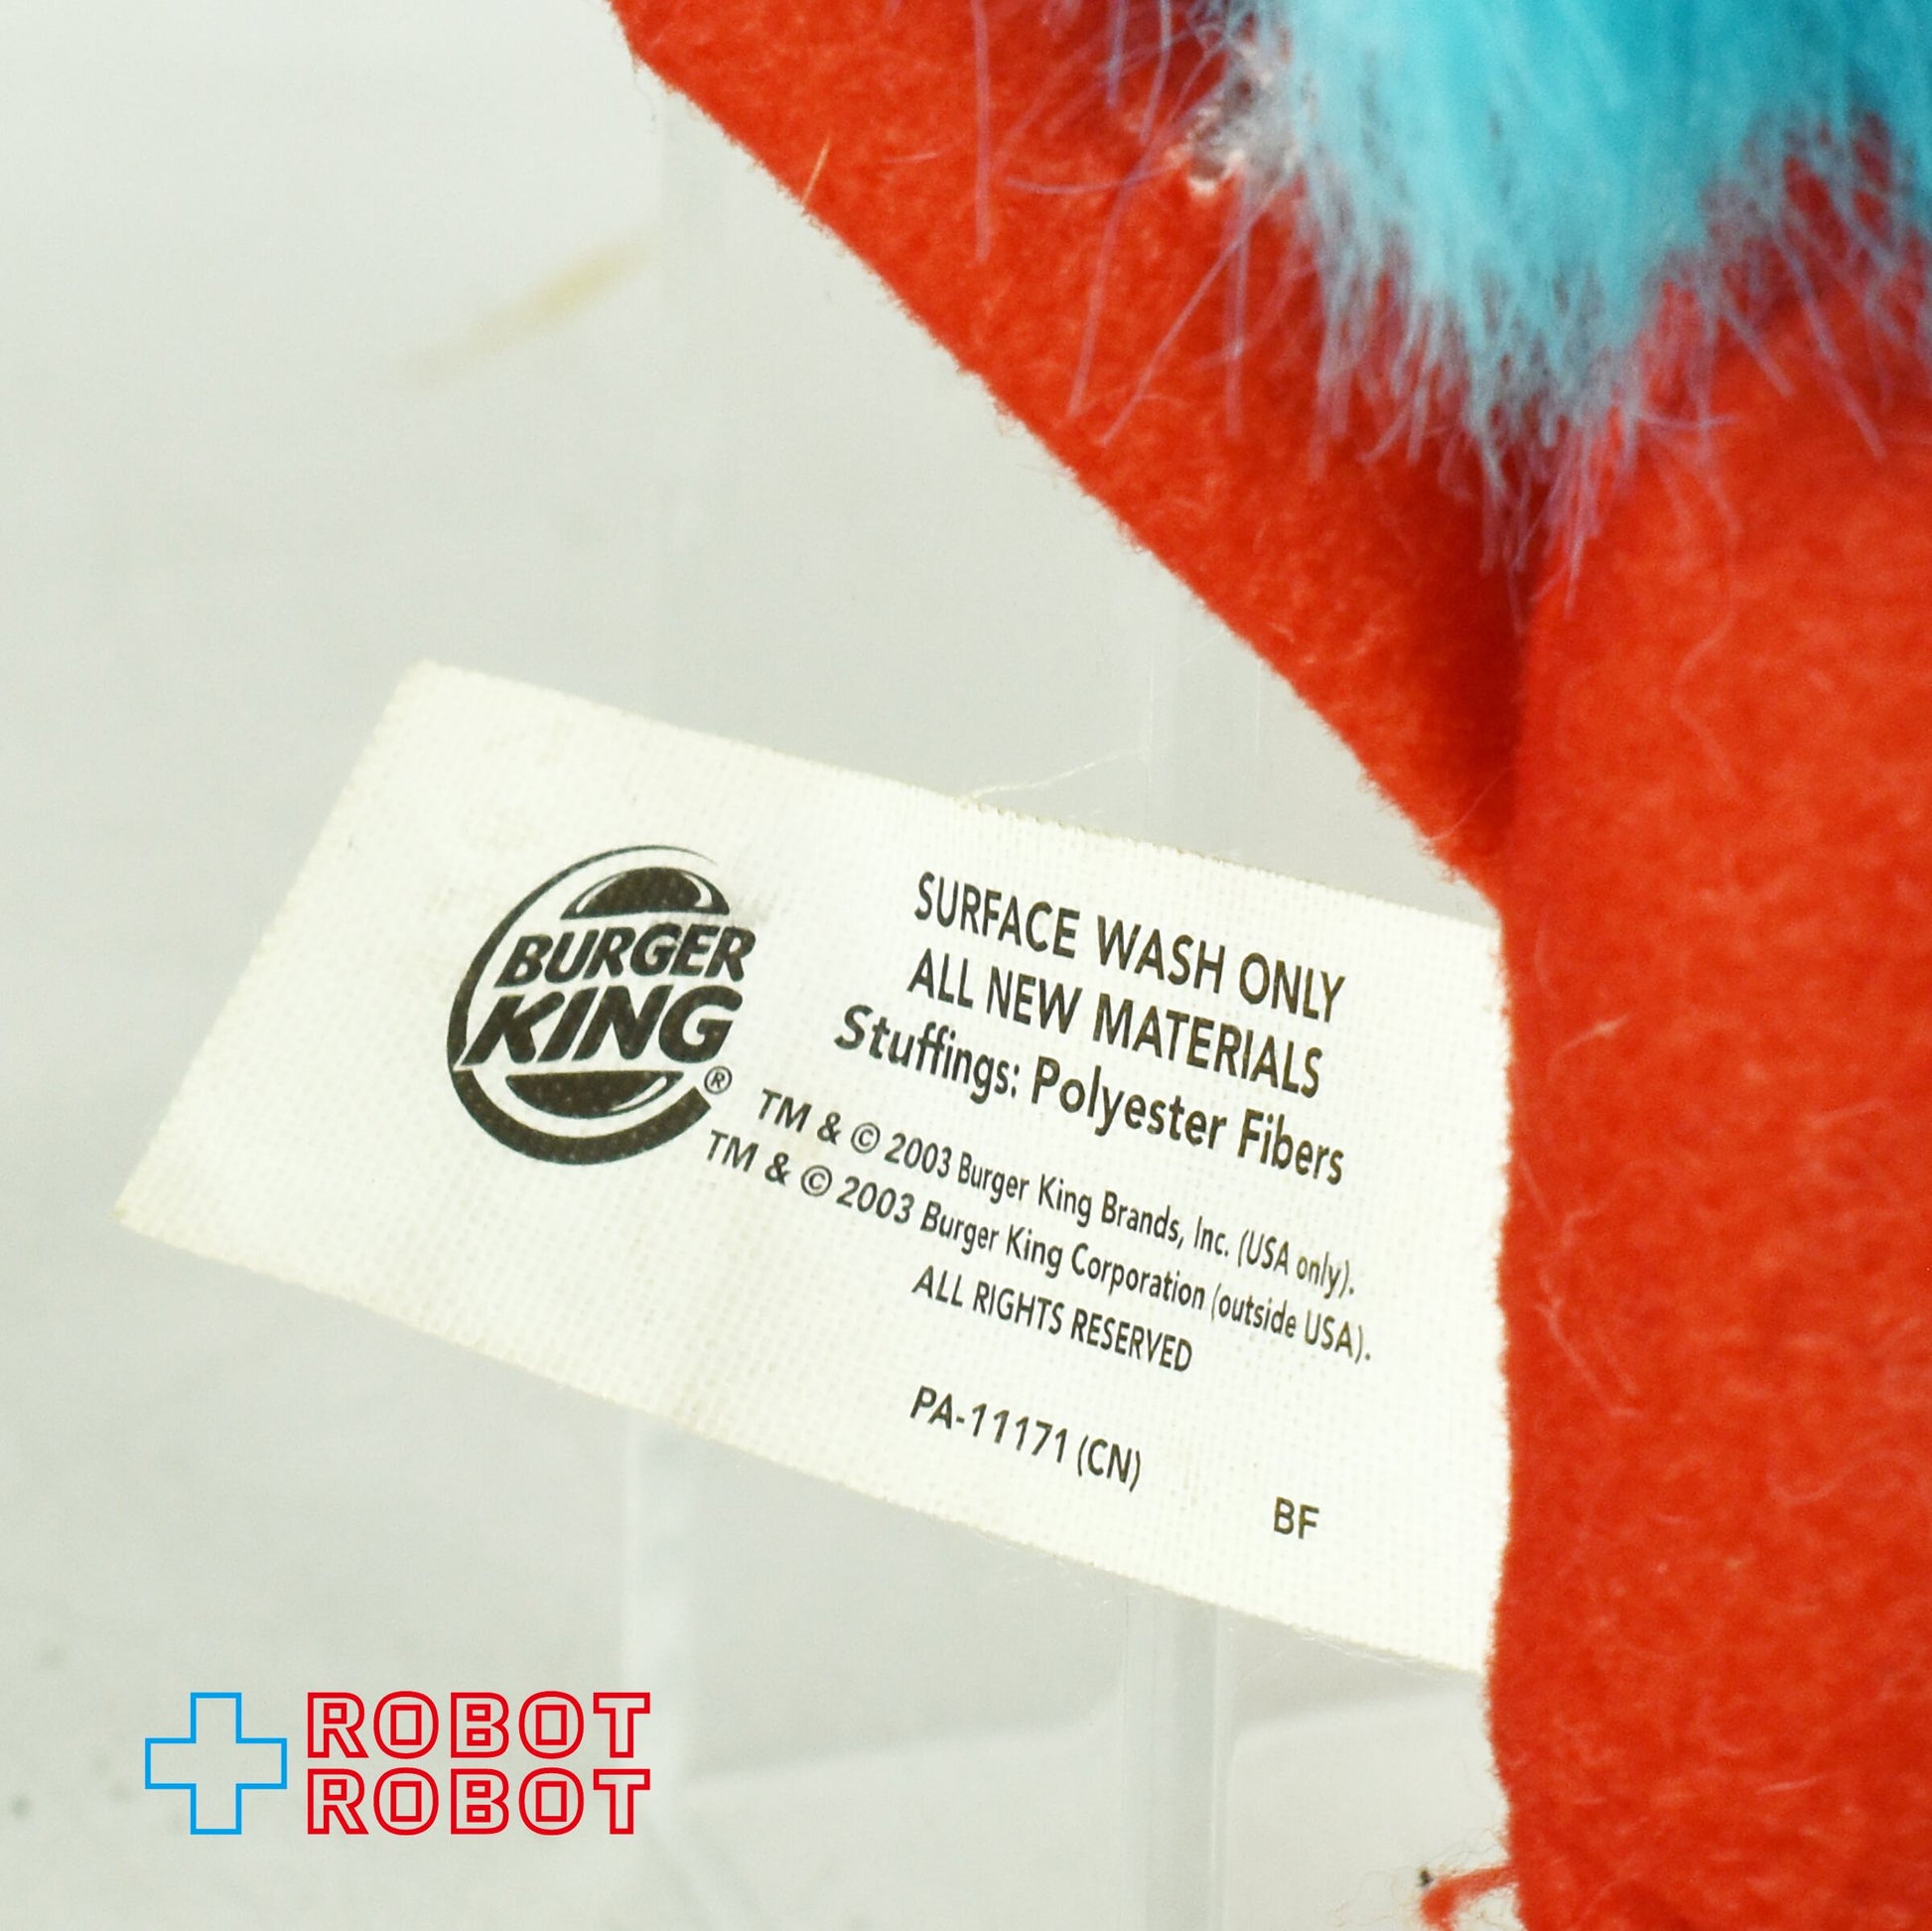 BURGER
KING®
SURFACE WASH ONLY
ALL NEW MATERIALS
Stuffings: Polyester Fibers
TM & © 2003 Burger King Brands, Inc. (USA only).
TM & © 2003 Burger King Corporation (outside USA).
ALL RIGHTS RESERVED
PA-11171 (CN)
BF
ROBOT
ROBOT